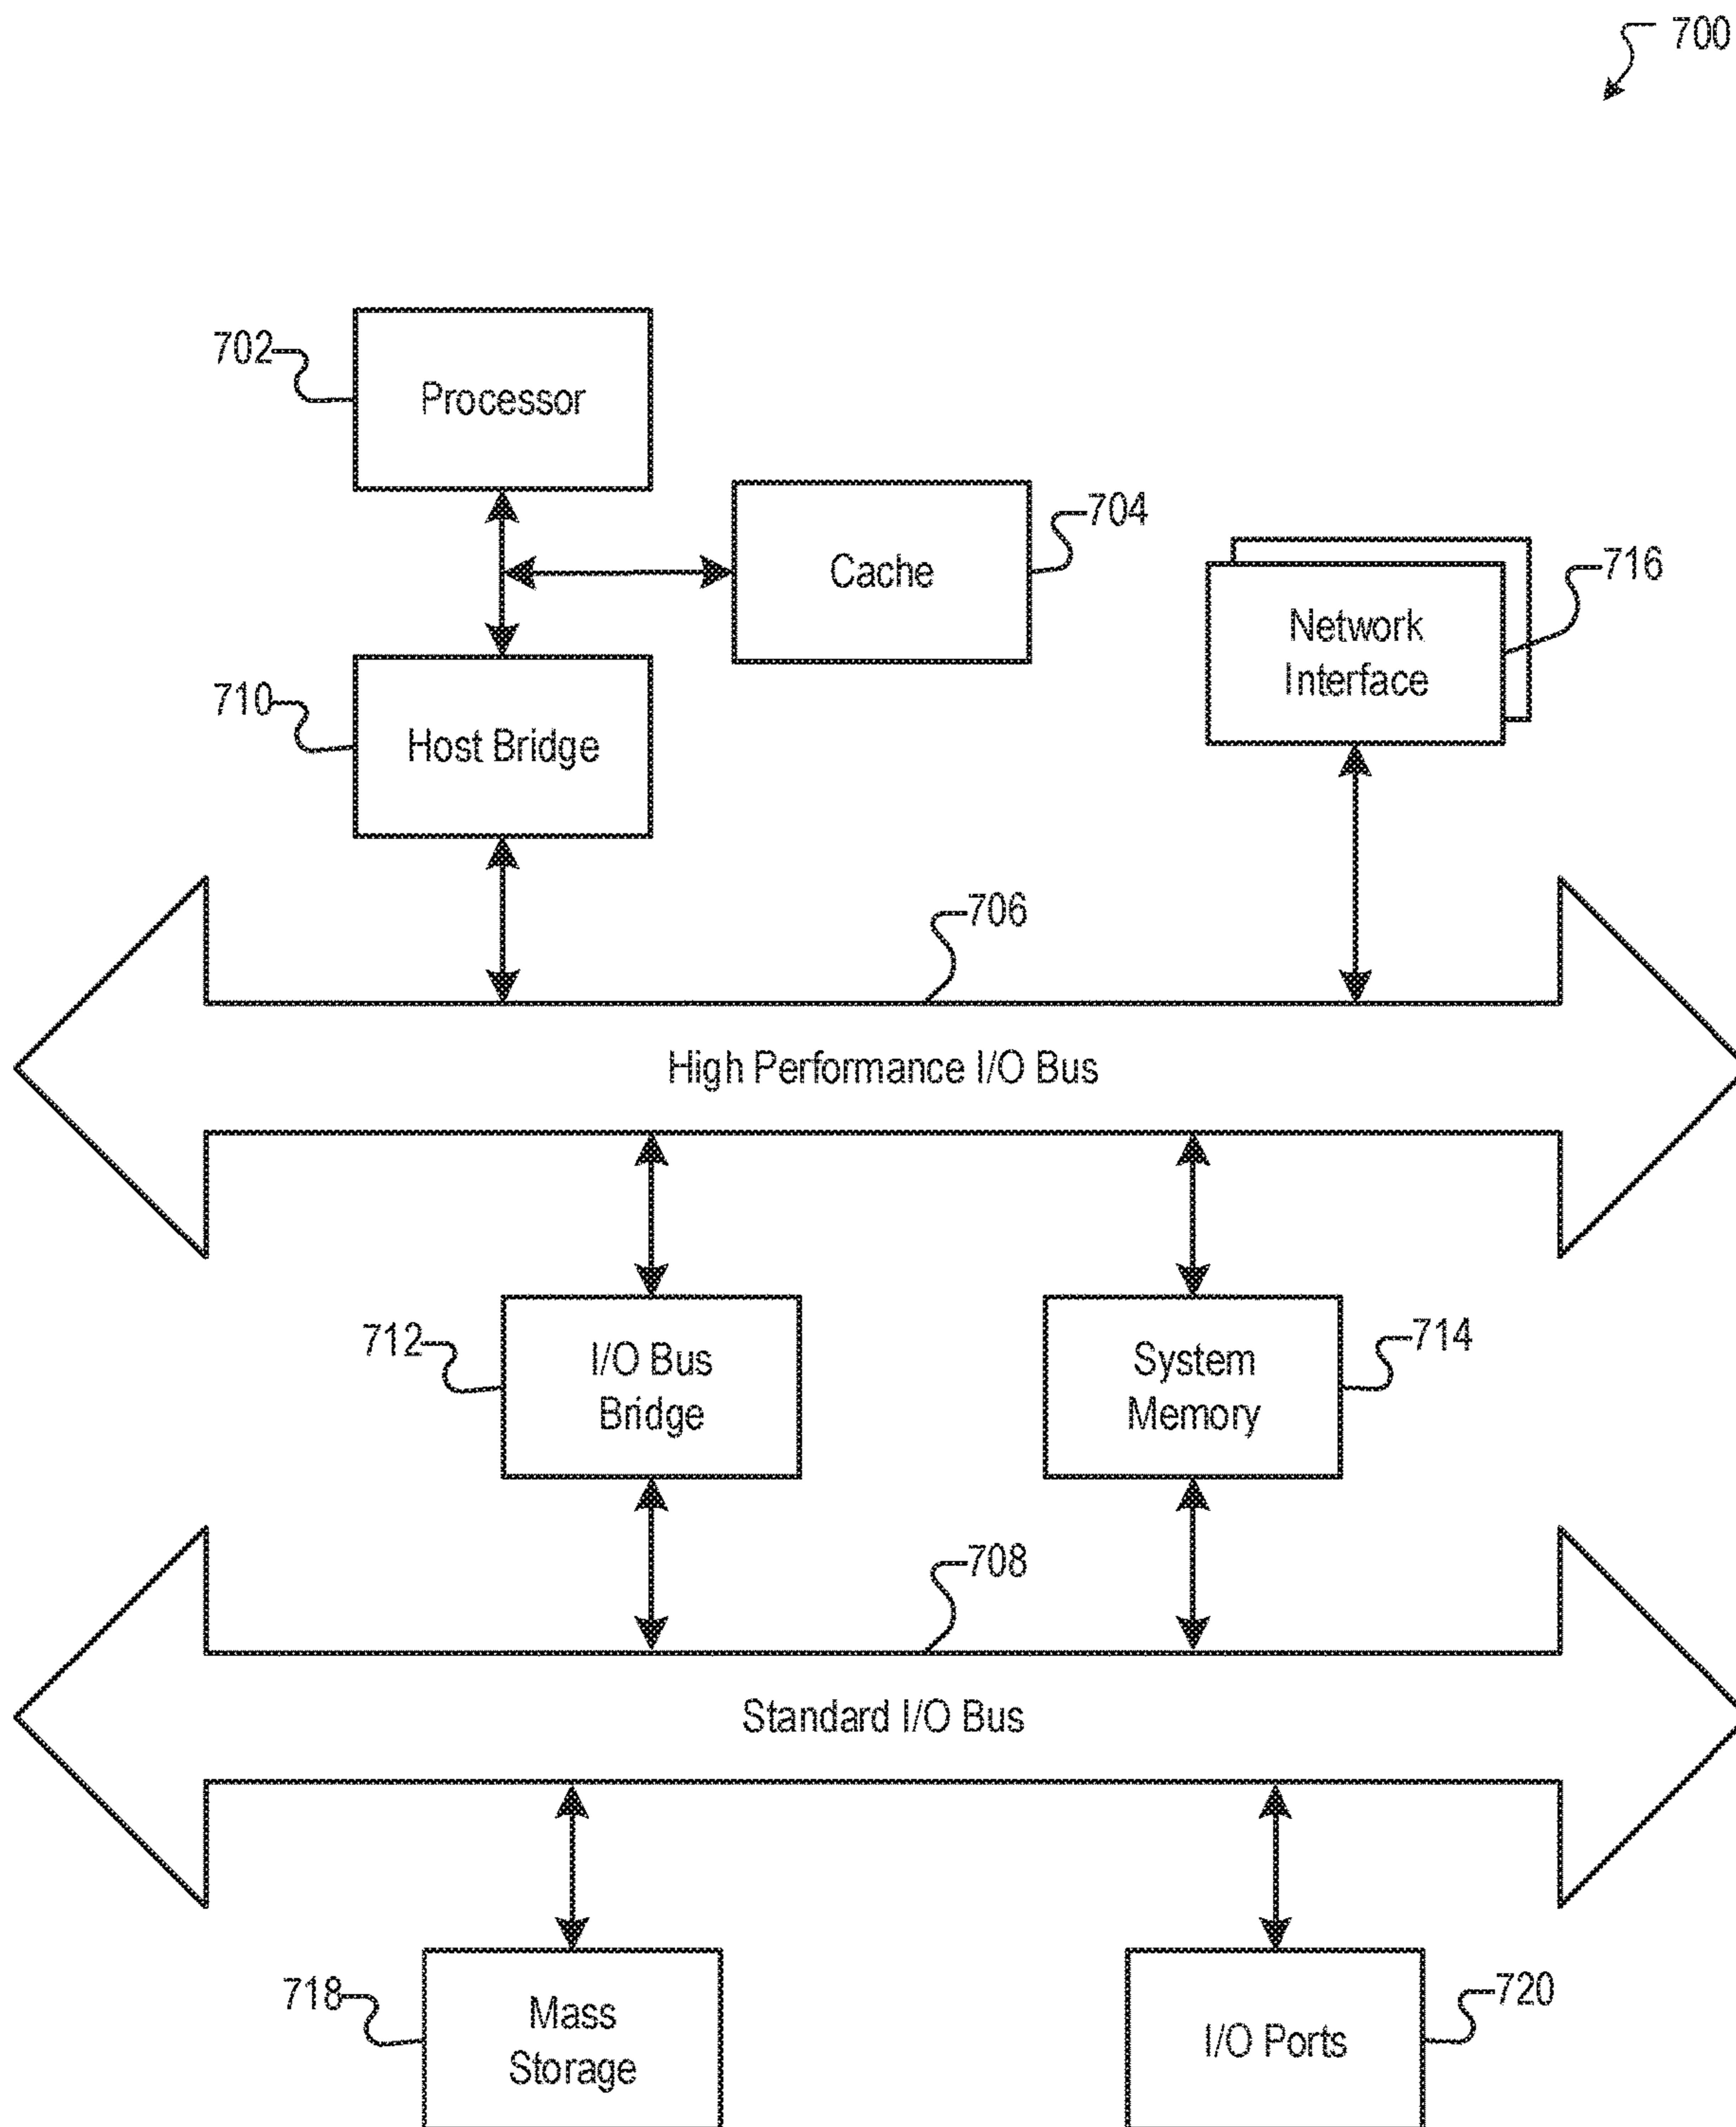 700
702
Processor
Cache
704
Network
Interface
716
710
Host Bridge
706
High Performance I/O Bus
712
I/O Bus
Bridge
System
Memory
714
708
Standard I/O Bus
718
Mass
Storage
I/O Ports
720